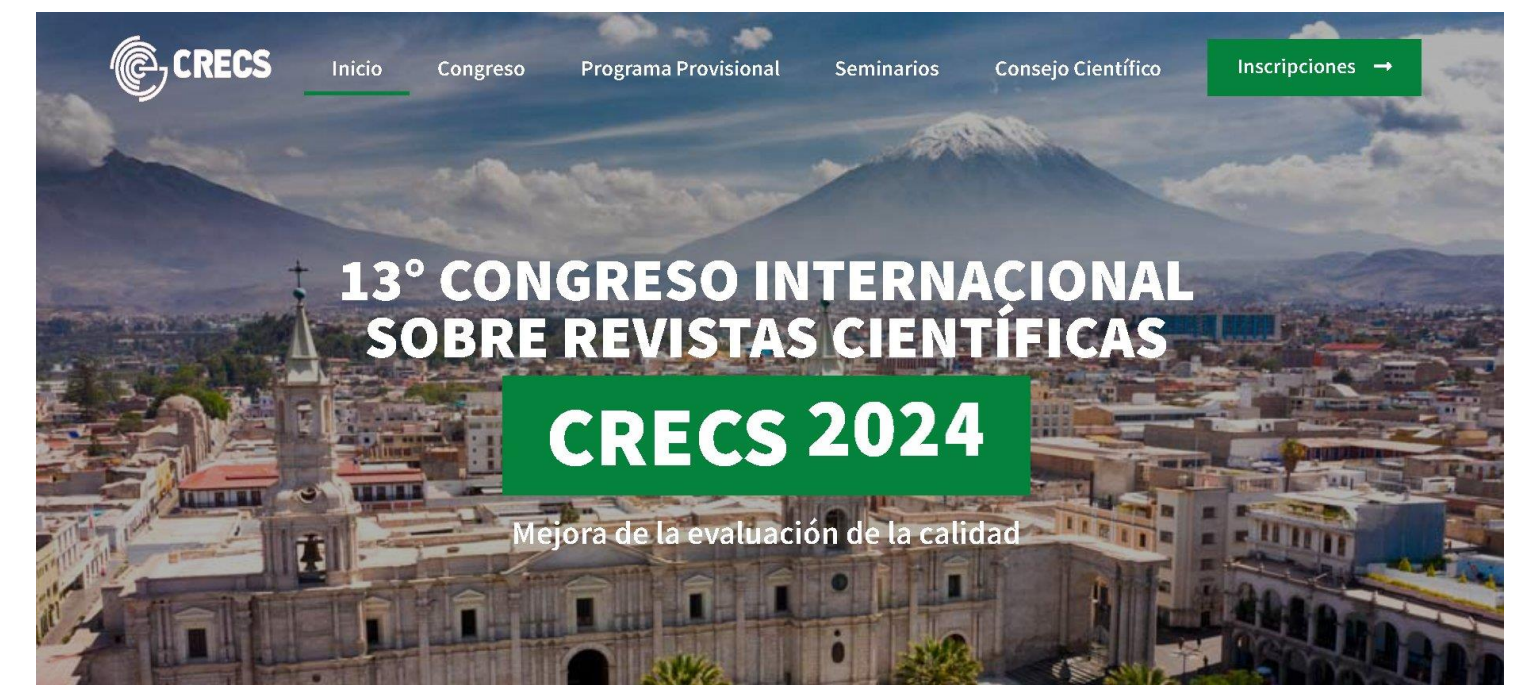 CRECS
Inicio
Congreso
Programa Provisional
Seminarios
Consejo Científico
Inscripciones →
13° CONGRESO INTERNACIONAL
SOBRE REVISTAS CIENTÍFICAS
CRECS 2024
Mejora de la evaluación de la calidad